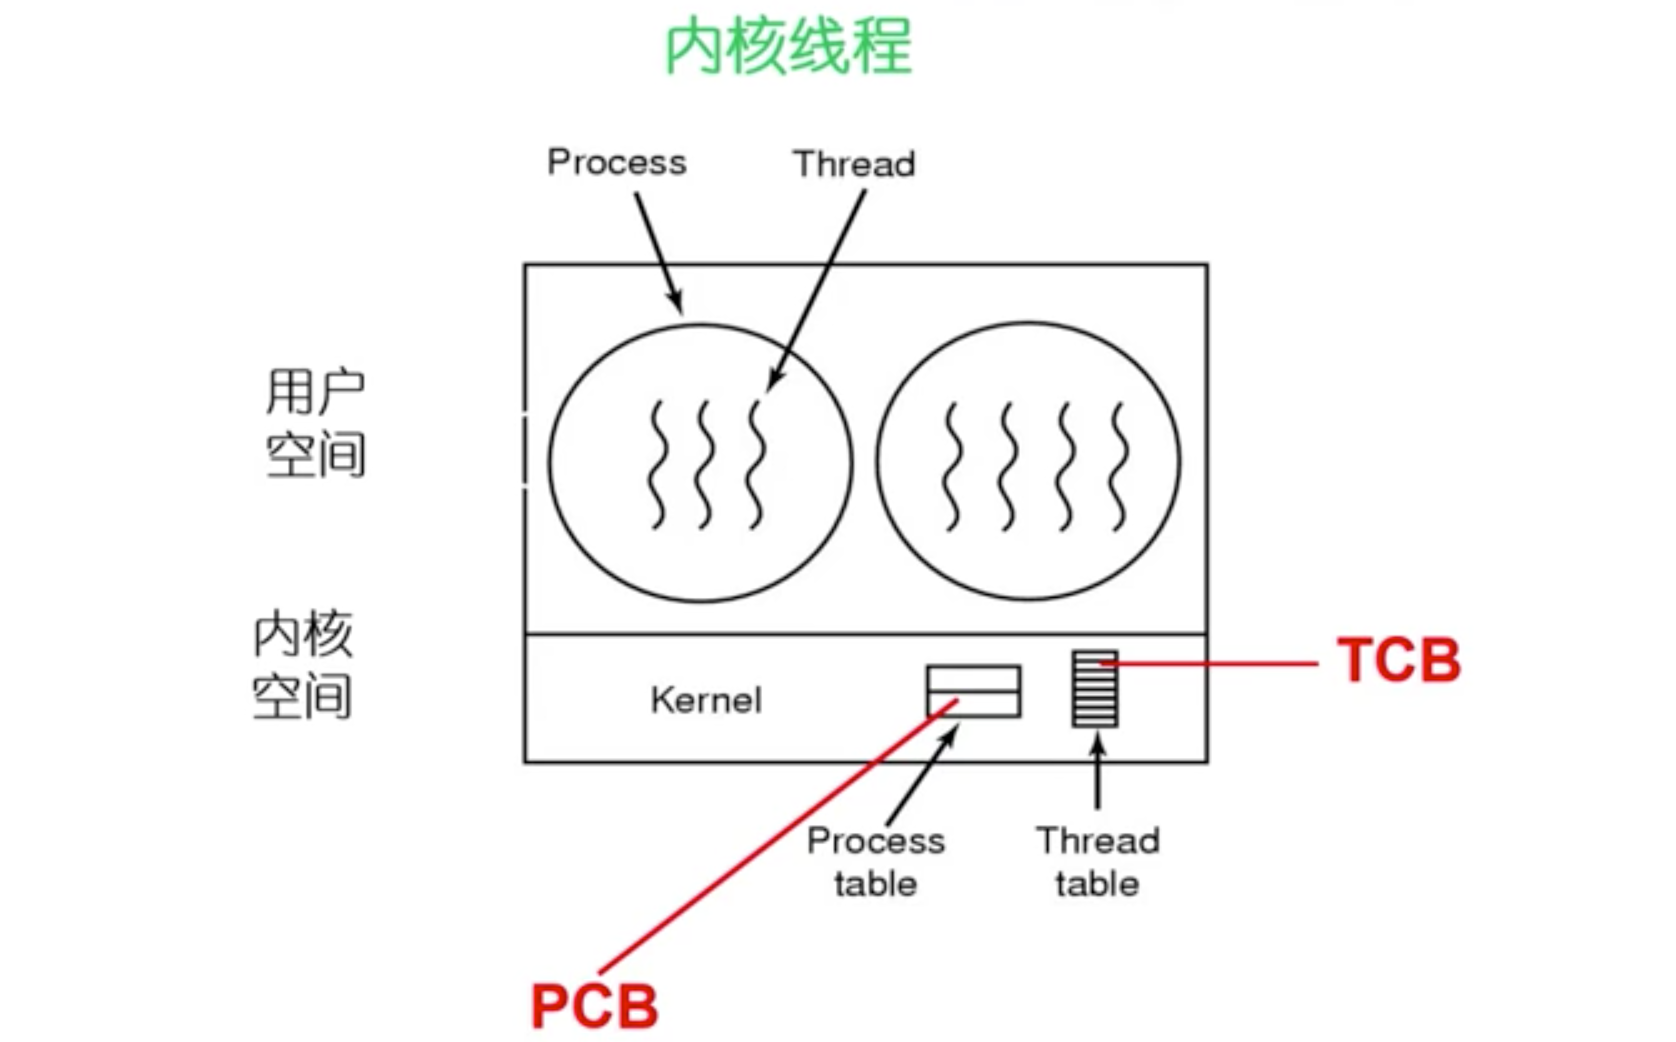 内核线程
Process
Thread
用户
空间
内核
空间
Kernel
TCB
Process
table
Thread
table
PCB